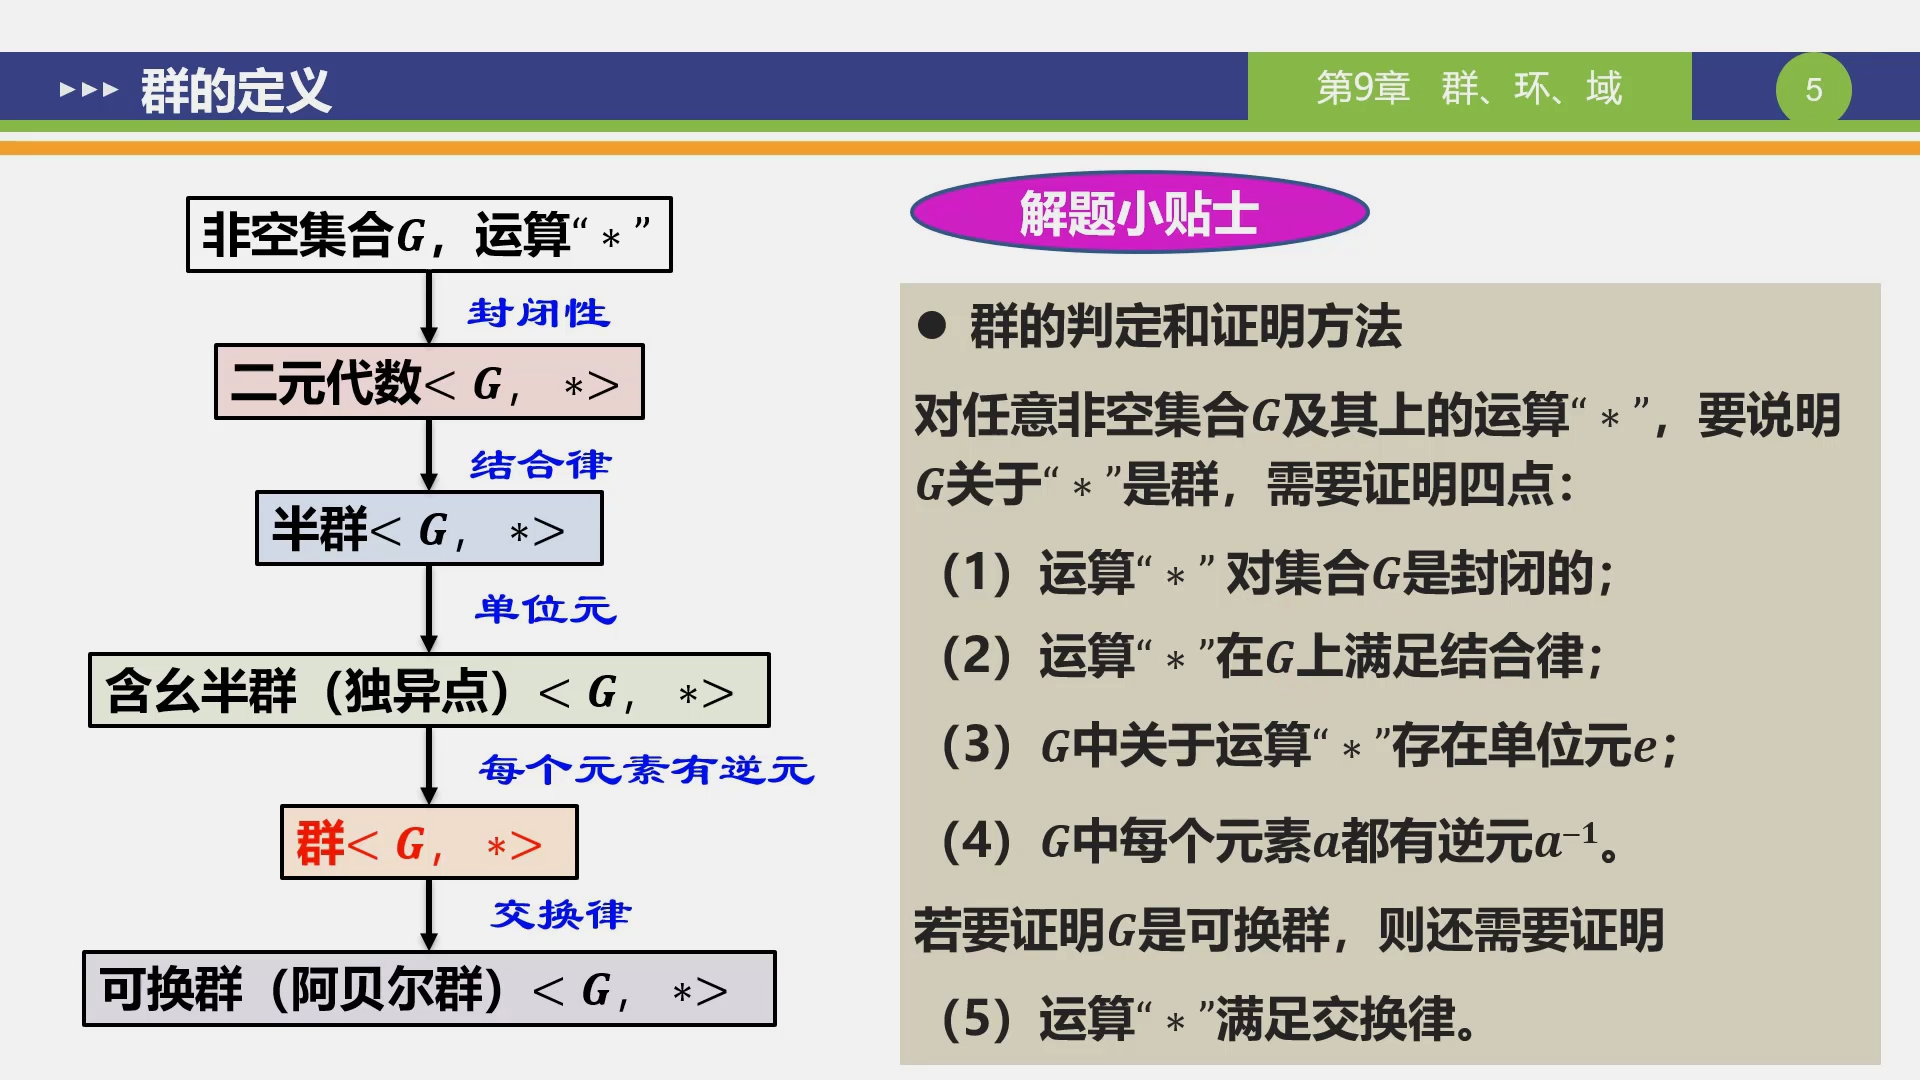 ▶▶▶ 群的定义
第9章 群、环、域
5
非空集合G，运算“ * ”
封闭性
二元代数< G， *>
结合律
半群< G， *>
单位元
含幺半群（独异点）< G， *>
每个元素有逆元
群< G， *>
交换律
可换群（阿贝尔群）< G， *>
解题小贴士
● 群的判定和证明方法
对任意非空集合G及其上的运算“ * ”，要说明
G关于“ * ”是群，需要证明四点：
（1）运算“ * ” 对集合G是封闭的；
（2）运算“ * ”在G上满足结合律；
（3）G中关于运算“ * ”存在单位元e；
（4）G中每个元素a都有逆元a⁻¹。
若要证明G是可换群，则还需要证明
（5）运算“ * ”满足交换律。